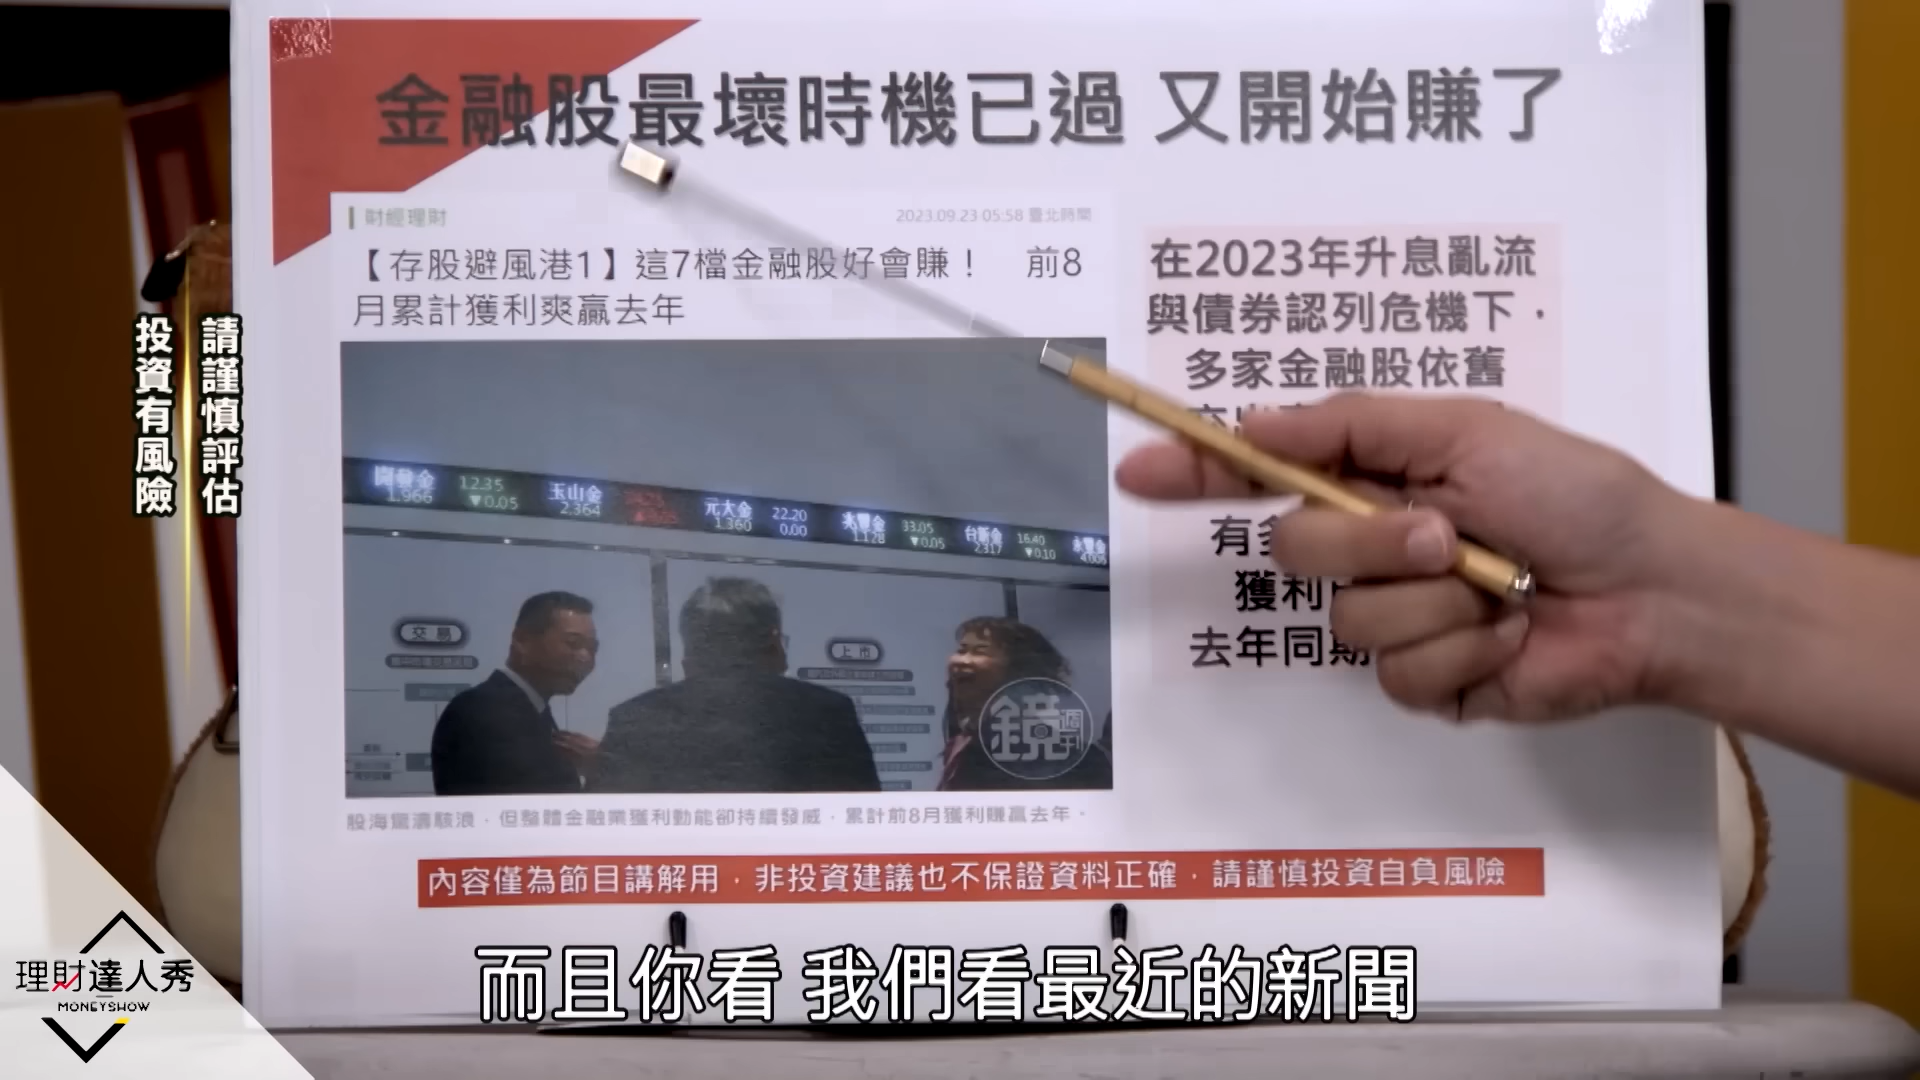 金融股最壞時機已過 又開始賺了
財經理財
2023.09.23 05:58 臺北時間
【存股避風港1】這7檔金融股好會賺！ 前8
月累計獲利爽贏去年
在2023年升息亂流
與債券認列危機下，
多家金融股依舊
有多
獲利
去年同期
開發金 12.35
1.966 ▼0.05
玉山金
2.364
元大金 22.20
1.360 0.00
兆豐金 33.05
1.128 ▼0.05
台新金 16.40
2.317 ▼0.10
永豐金
交易
上市
鏡週刊
股海驚濤駭浪，但整體金融業獲利動能卻持續發威，累計前8月獲利賺贏去年。
內容僅為節目講解用，非投資建議也不保證資料正確，請謹慎投資自負風險
投資有風險
請謹慎評估
理財達人秀
MONEYSHOW
而且你看 我們看最近的新聞